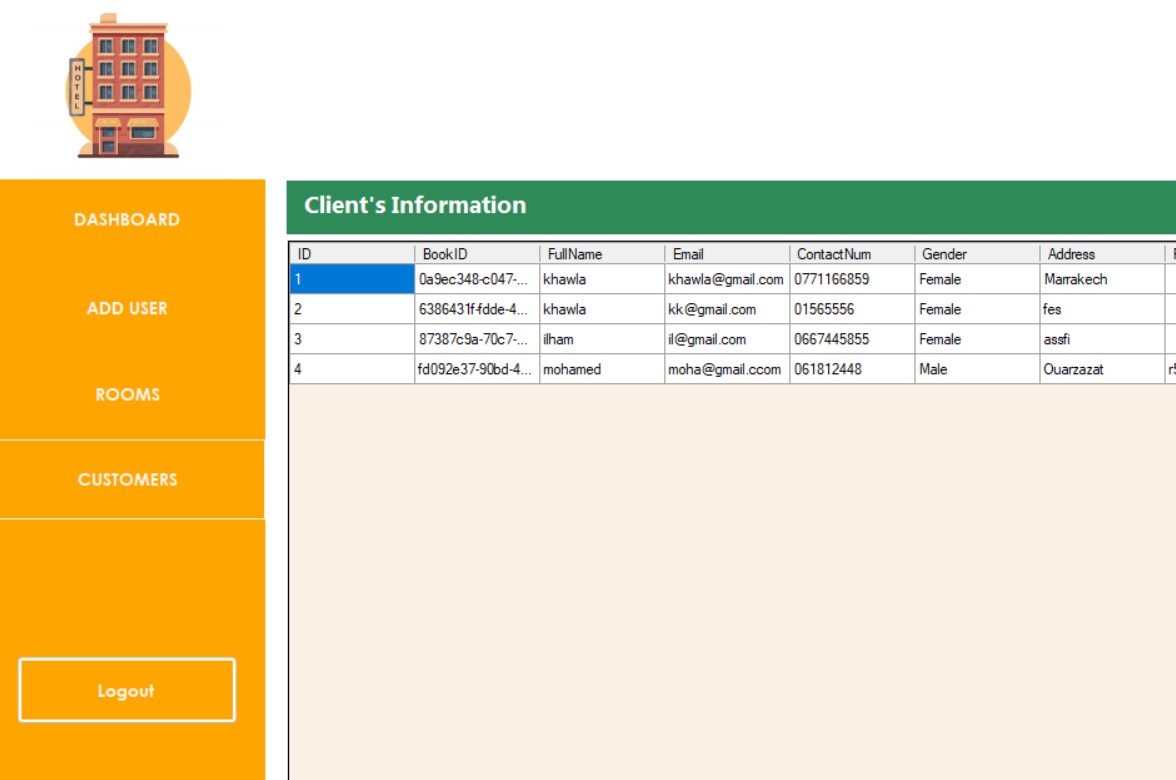 HOTEL
DASHBOARD
ADD USER
ROOMS
CUSTOMERS
Logout
Client's Information
ID BookID FullName Email ContactNum Gender Address
1 0a9ec348-c047-... khawla khawla@gmail.com 0771166859 Female Marrakech
2 6386431f-fdde-4... khawla kk@gmail.com 01565556 Female fes
3 87387c9a-70c7-... ilham il@gmail.com 0667445855 Female assfi
4 fd092e37-90bd-4... mohamed moha@gmail.ccom 061812448 Male Ouarzazat